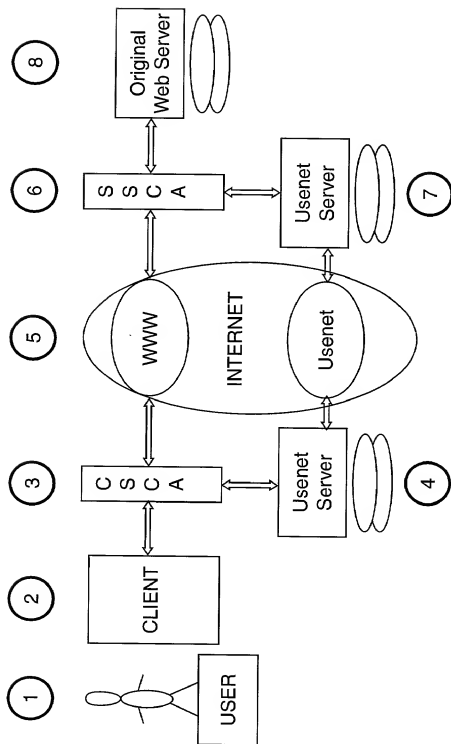 1
2
3
5
6
8
USER
CLIENT
C
S
C
A
WWW
INTERNET
Usenet
S
S
C
A
Original
Web Server
Usenet
Server
Usenet
Server
4
7